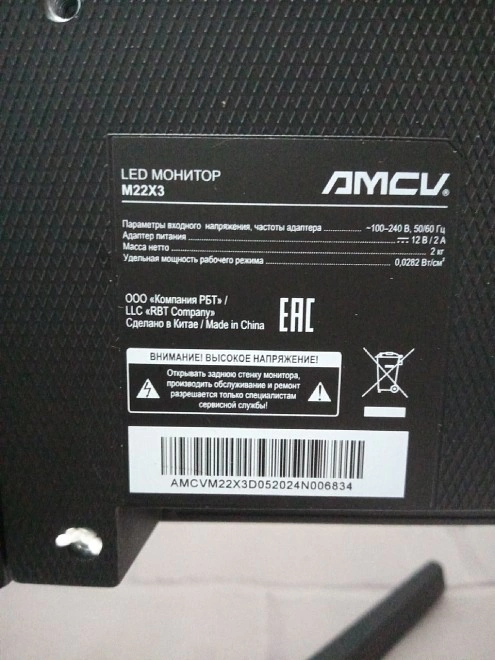 LED МОНИТОР
M22X3
AMCV®
Параметры входного напряжения, частоты адаптера ........ ~100–240 В, 50/60 Гц
Адаптер питания ........ 12 В / 2 А
Масса нетто ........ 2 кг
Удельная мощность рабочего режима ........ 0,0282 Вт/см²
ООО «Компания РБТ» /
LLC «RBT Company»
Сделано в Китае / Made in China
EAC
ВНИМАНИЕ! ВЫСОКОЕ НАПРЯЖЕНИЕ!
Открывать заднюю стенку монитора,
производить обслуживание и ремонт
разрешается только специалистам
сервисной службы!
AMCVM22X3D052024N006834